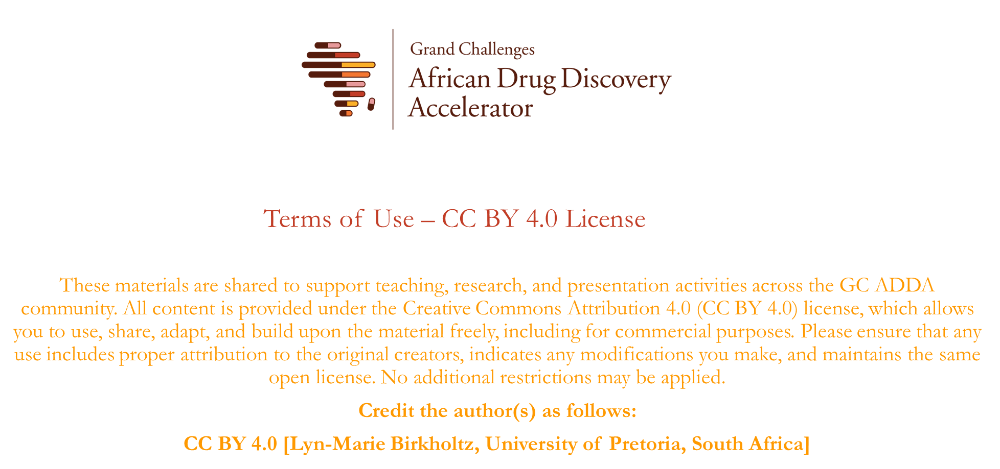 Grand Challenges
African Drug Discovery
Accelerator
Terms of Use – CC BY 4.0 License
These materials are shared to support teaching, research, and presentation activities across the GC ADDA
community. All content is provided under the Creative Commons Attribution 4.0 (CC BY 4.0) license, which allows
you to use, share, adapt, and build upon the material freely, including for commercial purposes. Please ensure that any
use includes proper attribution to the original creators, indicates any modifications you make, and maintains the same
open license. No additional restrictions may be applied.
Credit the author(s) as follows:
CC BY 4.0 [Lyn-Marie Birkholtz, University of Pretoria, South Africa]